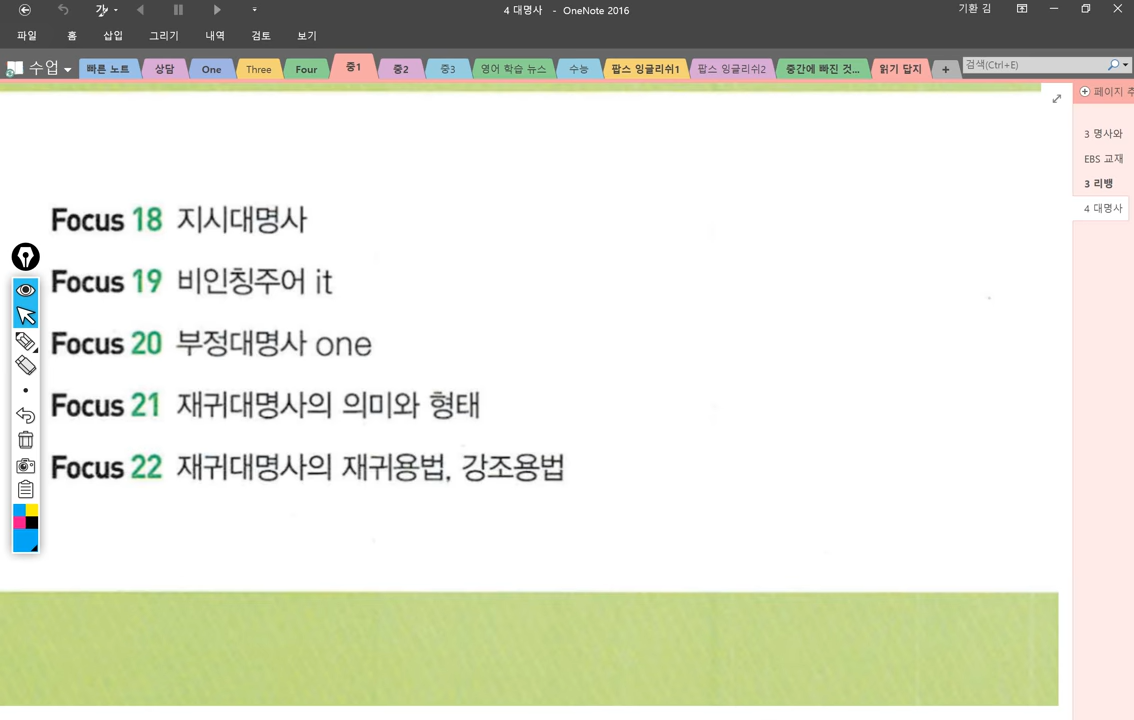 4 대명사 - OneNote 2016
기환 김
파일 홈 삽입 그리기 내역 검토 보기
수업 빠른 노트 상담 One Three Four 중1 중2 중3 영어 학습 뉴스 수능 팝스 잉글리쉬1 팝스 잉글리쉬2 중간에 빠진 것... 읽기 답지 + 검색(Ctrl+E)
페이지 추
3 명사와
EBS 교재
3 리뱅
4 대명사
Focus 18 지시대명사
Focus 19 비인칭주어 it
Focus 20 부정대명사 one
Focus 21 재귀대명사의 의미와 형태
Focus 22 재귀대명사의 재귀용법, 강조용법